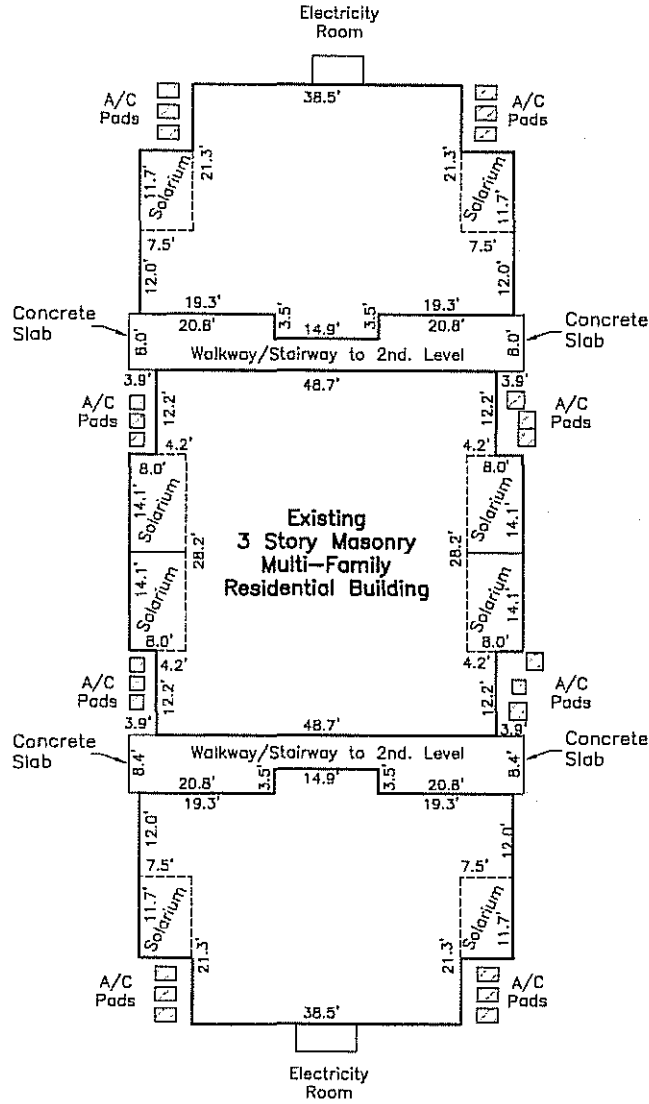 Electricity
Room
A/C
Pads
38.5'
A/C
Pads
21.3'
21.3'
11.7'
Solarium
Solarium
11.7'
7.5'
7.5'
12.0'
12.0'
19.3'
19.3'
Concrete
Slab
20.8'
3.5'
14.9'
3.5'
20.8'
Concrete
Slab
8.0'
Walkway/Stairway to 2nd. Level
8.0'
3.9'
48.7'
3.9'
A/C
Pads
12.2'
12.2'
A/C
Pads
4.2'
4.2'
8.0'
8.0'
14.1'
Solarium
Solarium
14.1'
28.2'
Existing
3 Story Masonry
Multi-Family
Residential Building
28.2'
14.1'
Solarium
Solarium
14.1'
8.0'
8.0'
4.2'
4.2'
A/C
Pads
12.2'
12.2'
A/C
Pads
3.9'
48.7'
3.9'
Concrete
Slab
8.4'
Walkway/Stairway to 2nd. Level
8.4'
Concrete
Slab
20.8'
3.5'
14.9'
3.5'
20.8'
19.3'
19.3'
12.0'
12.0'
7.5'
7.5'
11.7'
Solarium
Solarium
11.7'
21.3'
21.3'
A/C
Pads
38.5'
A/C
Pads
Electricity
Room